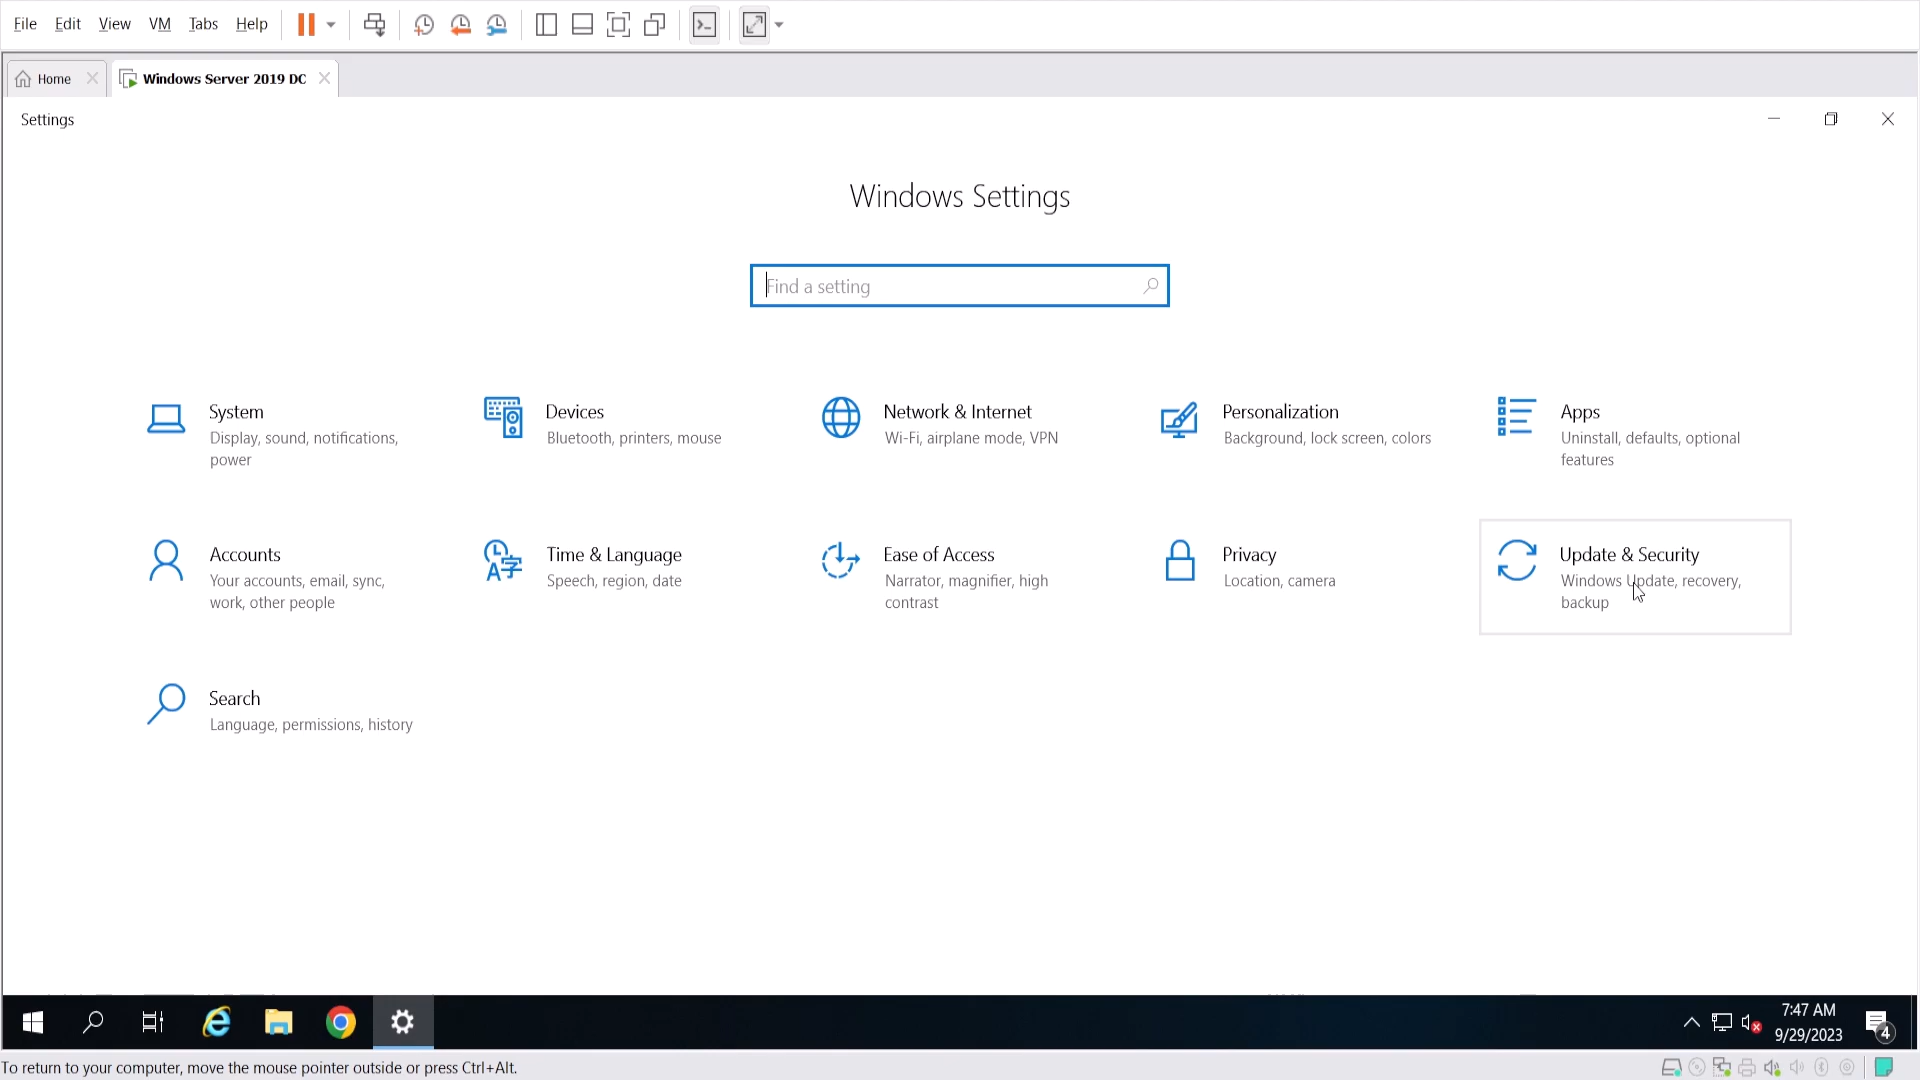 File Edit View VM Tabs Help
Home
Windows Server 2019 DC
Settings
Windows Settings
Find a setting
System
Display, sound, notifications,
power
Devices
Bluetooth, printers, mouse
Network & Internet
Wi-Fi, airplane mode, VPN
Personalization
Background, lock screen, colors
Apps
Uninstall, defaults, optional
features
Accounts
Your accounts, email, sync,
work, other people
Time & Language
Speech, region, date
Ease of Access
Narrator, magnifier, high
contrast
Privacy
Location, camera
Update & Security
Windows Update, recovery,
backup
Search
Language, permissions, history
7:47 AM
9/29/2023
4
To return to your computer, move the mouse pointer outside or press Ctrl+Alt.